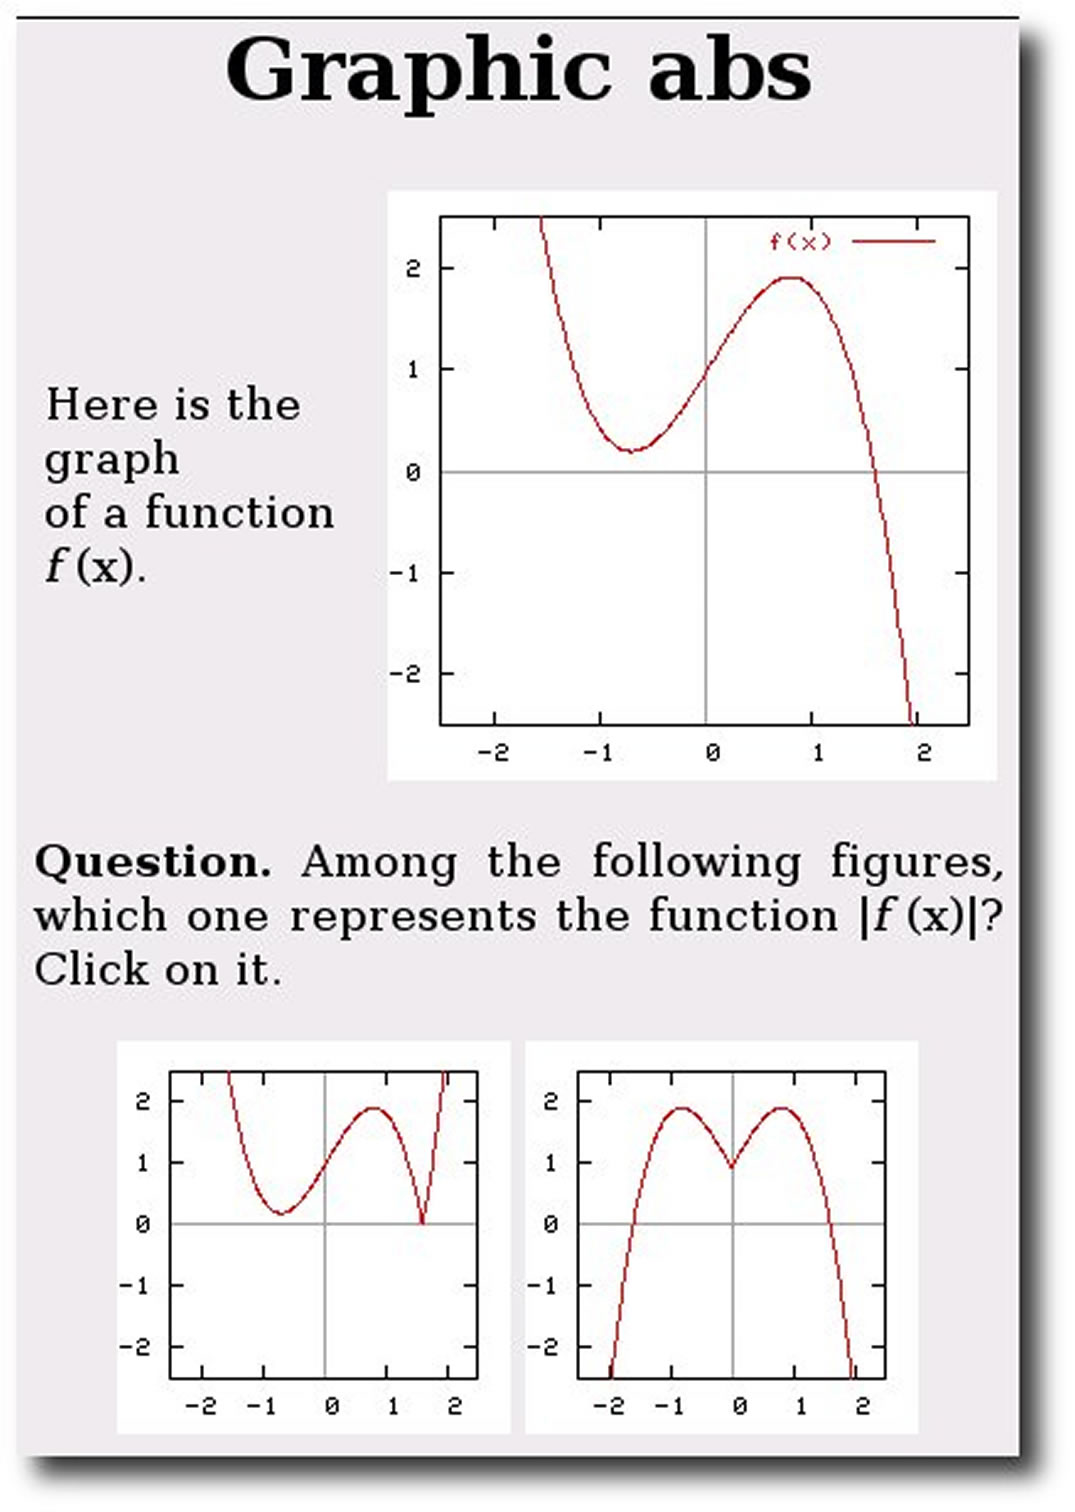 Graphic abs
f(x)
2
1
0
-1
-2
-2 -1 0 1 2
Here is the
graph
of a function
f (x).
Question. Among the following figures,
which one represents the function |f (x)|?
Click on it.
2
1
0
-1
-2
-2 -1 0 1 2
2
1
0
-1
-2
-2 -1 0 1 2